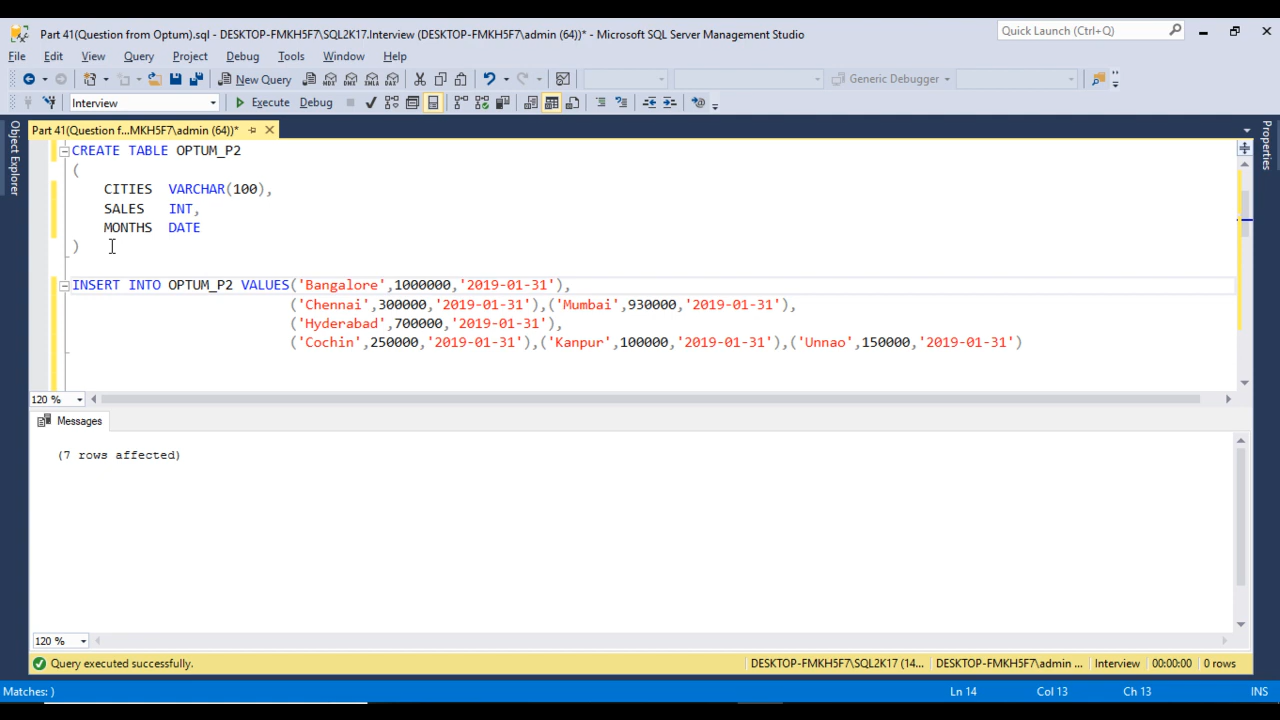 Part 41(Question from Optum).sql - DESKTOP-FMKH5F7\SQL2K17.Interview (DESKTOP-FMKH5F7\admin (64))* - Microsoft SQL Server Management Studio
Quick Launch (Ctrl+Q)
File Edit View Query Project Debug Tools Window Help
New Query
MDX DMX XMLA DAX
Generic Debugger
Interview
Execute Debug
Object Explorer
Part 41(Question f...MKH5F7\admin (64))*
Properties
CREATE TABLE OPTUM_P2
(
CITIES VARCHAR(100),
SALES INT,
MONTHS DATE
)
INSERT INTO OPTUM_P2 VALUES('Bangalore',1000000,'2019-01-31'),
('Chennai',300000,'2019-01-31'),('Mumbai',930000,'2019-01-31'),
('Hyderabad',700000,'2019-01-31'),
('Cochin',250000,'2019-01-31'),('Kanpur',100000,'2019-01-31'),('Unnao',150000,'2019-01-31')
120 %
Messages
(7 rows affected)
120 %
Query executed successfully.
DESKTOP-FMKH5F7\SQL2K17 (14... DESKTOP-FMKH5F7\admin ... Interview 00:00:00 0 rows
Matches: )
Ln 14 Col 13 Ch 13 INS